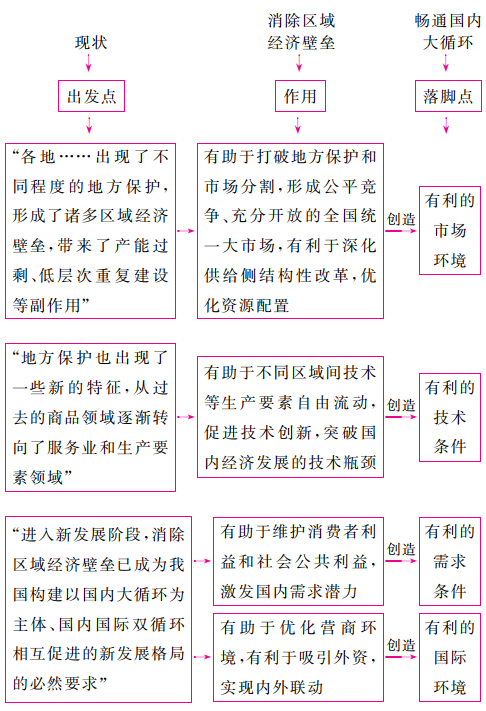 现状
消除区域
经济壁垒
畅通国内
大循环
出发点
作用
落脚点
“各地……出现了不
同程度的地方保护,
形成了诸多区域经济
壁垒,带来了产能过
剩、低层次重复建设
等副作用”
有助于打破地方保护和
市场分割,形成公平竞
争、充分开放的全国统
一大市场,有利于深化
供给侧结构性改革,优
化资源配置
创造
有利的
市场
环境
“地方保护也出现了
一些新的特征,从过
去的商品领域逐渐转
向了服务业和生产要
素领域”
有助于不同区域间技术
等生产要素自由流动,
促进技术创新,突破国
内经济发展的技术瓶颈
创造
有利的
技术
条件
“进入新发展阶段,消除
区域经济壁垒已成为我
国构建以国内大循环为
主体、国内国际双循环
相互促进的新发展格局
的必然要求”
有助于维护消费者利
益和社会公共利益,
激发国内需求潜力
创造
有利的
需求
条件
有助于优化营商环
境,有利于吸引外资,
实现内外联动
创造
有利的
国际
环境